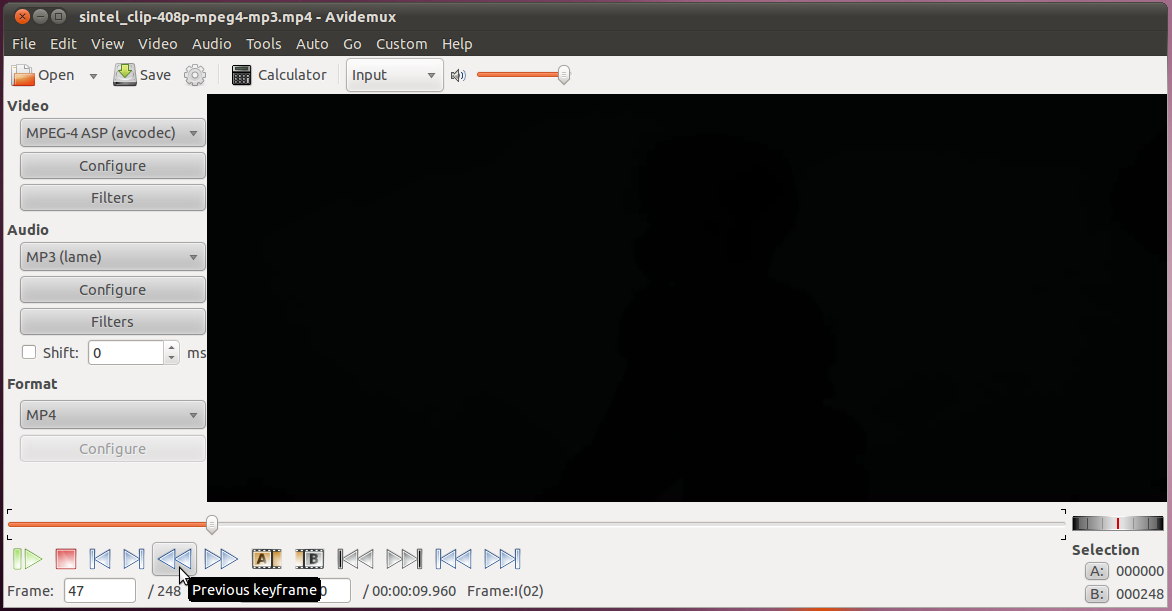 sintel_clip-408p-mpeg4-mp3.mp4 - Avidemux
File Edit View Video Audio Tools Auto Go Custom Help
Open Save Calculator Input
Video
MPEG-4 ASP (avcodec)
Configure
Filters
Audio
MP3 (lame)
Configure
Filters
Shift: 0 ms
Format
MP4
Configure
A B
Selection
A: 000000
Frame: 47 / 248 Previous keyframe 0 / 00:00:09.960 Frame:I(02)
B: 000248